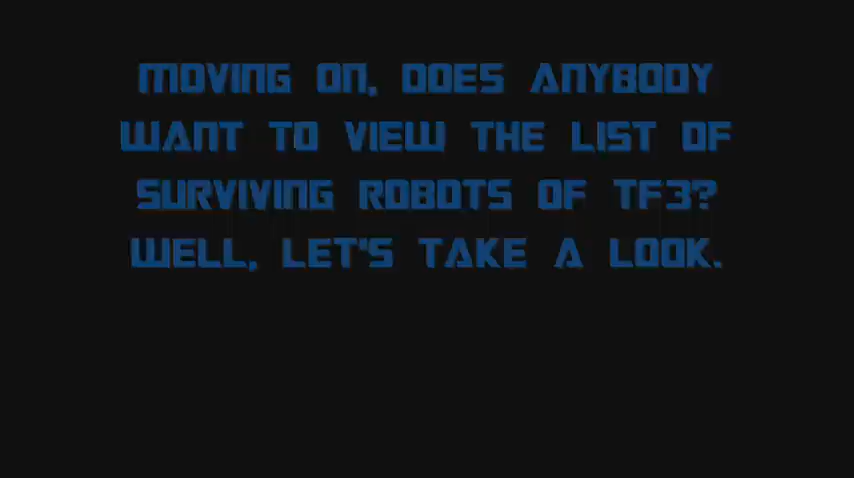 MOVING ON, DOES ANYBODY
WANT TO VIEW THE LIST OF
SURVIVING ROBOTS OF TF3?
WELL, LET'S TAKE A LOOK.